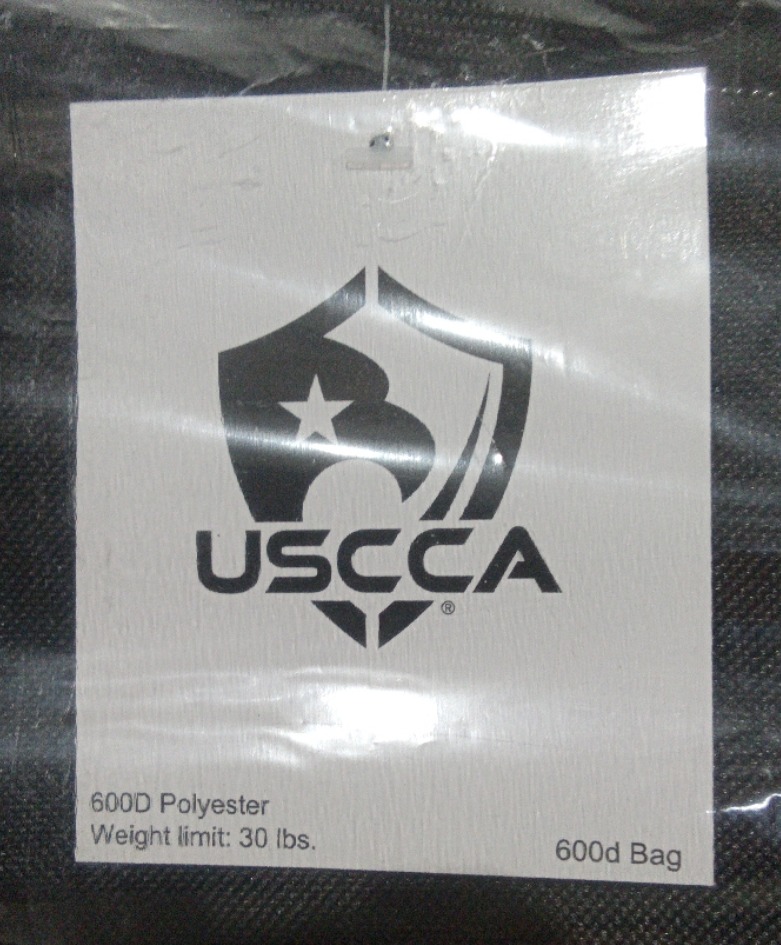 USCCA
®
600D Polyester
Weight limit: 30 lbs.
600d Bag